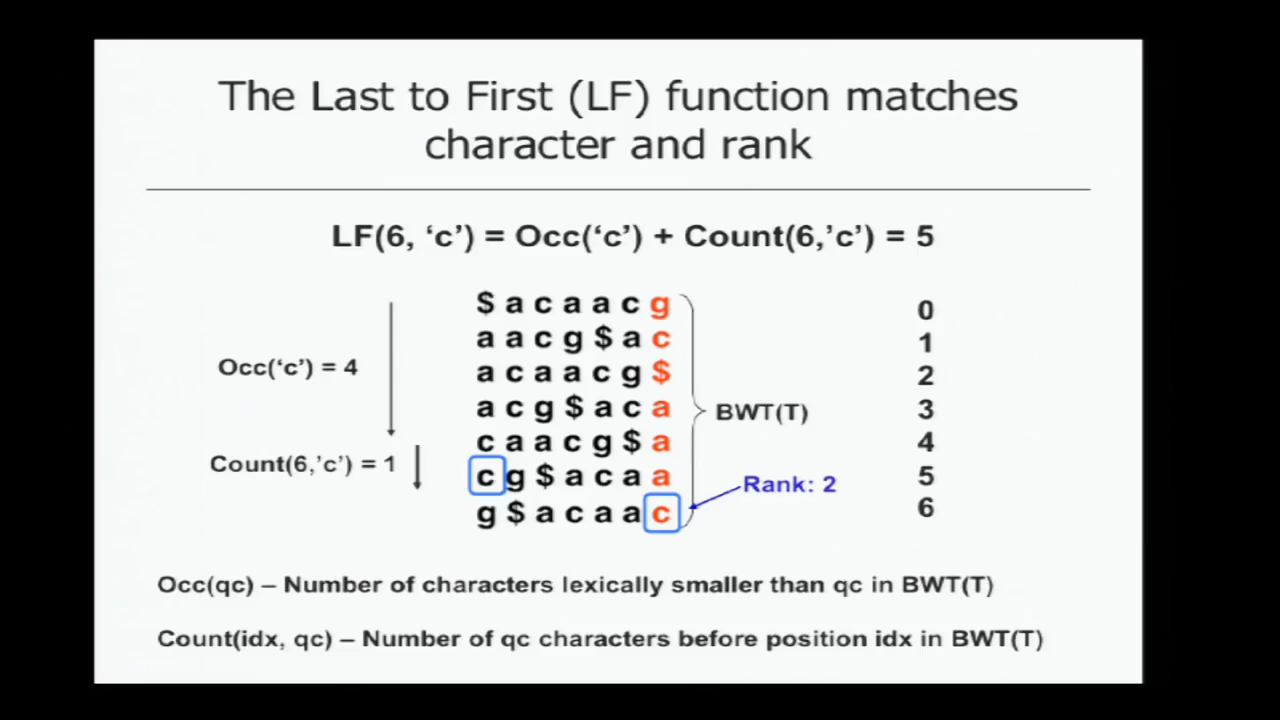 The Last to First (LF) function matches
character and rank
LF(6, ‘c’) = Occ(‘c’) + Count(6,’c’) = 5
$ a c a a c g 0
a a c g $ a c 1
a c a a c g $ 2
Occ(‘c’) = 4
a c g $ a c a BWT(T) 3
c a a c g $ a 4
Count(6,’c’) = 1
c g $ a c a a Rank: 2 5
g $ a c a a c 6
Occ(qc) – Number of characters lexically smaller than qc in BWT(T)
Count(idx, qc) – Number of qc characters before position idx in BWT(T)